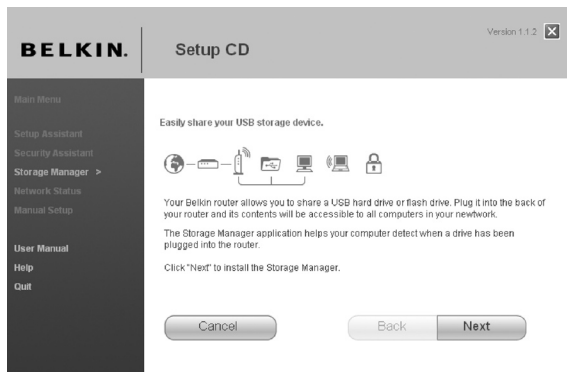 BELKIN.
Setup CD
Version 1.1.2
Main Menu
Setup Assistant
Security Assistant
Storage Manager >
Network Status
Manual Setup
User Manual
Help
Quit
Easily share your USB storage device.
Your Belkin router allows you to share a USB hard drive or flash drive. Plug it into the back of
your router and its contents will be accessible to all computers in your newtwork.
The Storage Manager application helps your computer detect when a drive has been
plugged into the router.
Click "Next" to install the Storage Manager.
Cancel
Back
Next